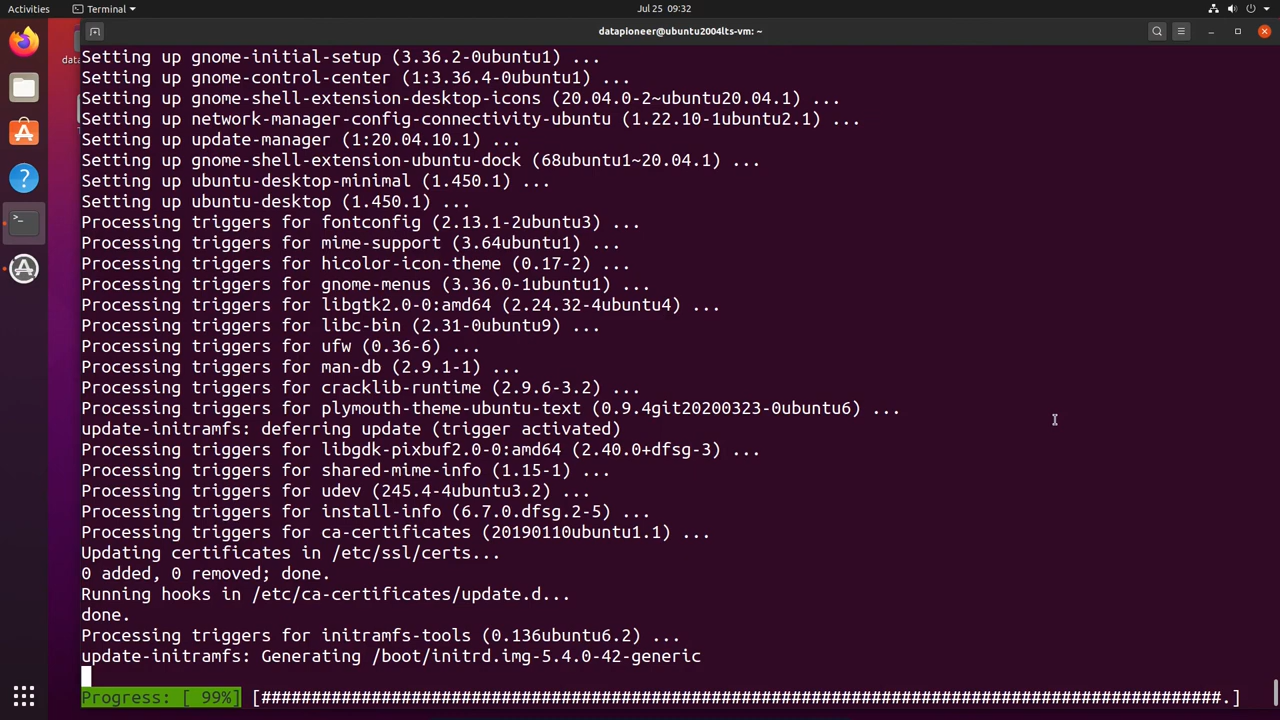 Activities
Terminal
Jul 25 09:32
datapioneer@ubuntu2004lts-vm: ~
Setting up gnome-initial-setup (3.36.2-0ubuntu1) ...
Setting up gnome-control-center (1:3.36.4-0ubuntu1) ...
Setting up gnome-shell-extension-desktop-icons (20.04.0-2~ubuntu20.04.1) ...
Setting up network-manager-config-connectivity-ubuntu (1.22.10-1ubuntu2.1) ...
Setting up update-manager (1:20.04.10.1) ...
Setting up gnome-shell-extension-ubuntu-dock (68ubuntu1~20.04.1) ...
Setting up ubuntu-desktop-minimal (1.450.1) ...
Setting up ubuntu-desktop (1.450.1) ...
Processing triggers for fontconfig (2.13.1-2ubuntu3) ...
Processing triggers for mime-support (3.64ubuntu1) ...
Processing triggers for hicolor-icon-theme (0.17-2) ...
Processing triggers for gnome-menus (3.36.0-1ubuntu1) ...
Processing triggers for libgtk2.0-0:amd64 (2.24.32-4ubuntu4) ...
Processing triggers for libc-bin (2.31-0ubuntu9) ...
Processing triggers for ufw (0.36-6) ...
Processing triggers for man-db (2.9.1-1) ...
Processing triggers for cracklib-runtime (2.9.6-3.2) ...
Processing triggers for plymouth-theme-ubuntu-text (0.9.4git20200323-0ubuntu6) ...
update-initramfs: deferring update (trigger activated)
Processing triggers for libgdk-pixbuf2.0-0:amd64 (2.40.0+dfsg-3) ...
Processing triggers for shared-mime-info (1.15-1) ...
Processing triggers for udev (245.4-4ubuntu3.2) ...
Processing triggers for install-info (6.7.0.dfsg.2-5) ...
Processing triggers for ca-certificates (20190110ubuntu1.1) ...
Updating certificates in /etc/ssl/certs...
0 added, 0 removed; done.
Running hooks in /etc/ca-certificates/update.d...
done.
Processing triggers for initramfs-tools (0.136ubuntu6.2) ...
update-initramfs: Generating /boot/initrd.img-5.4.0-42-generic
Progress: [ 99%] [################################################################################################.]